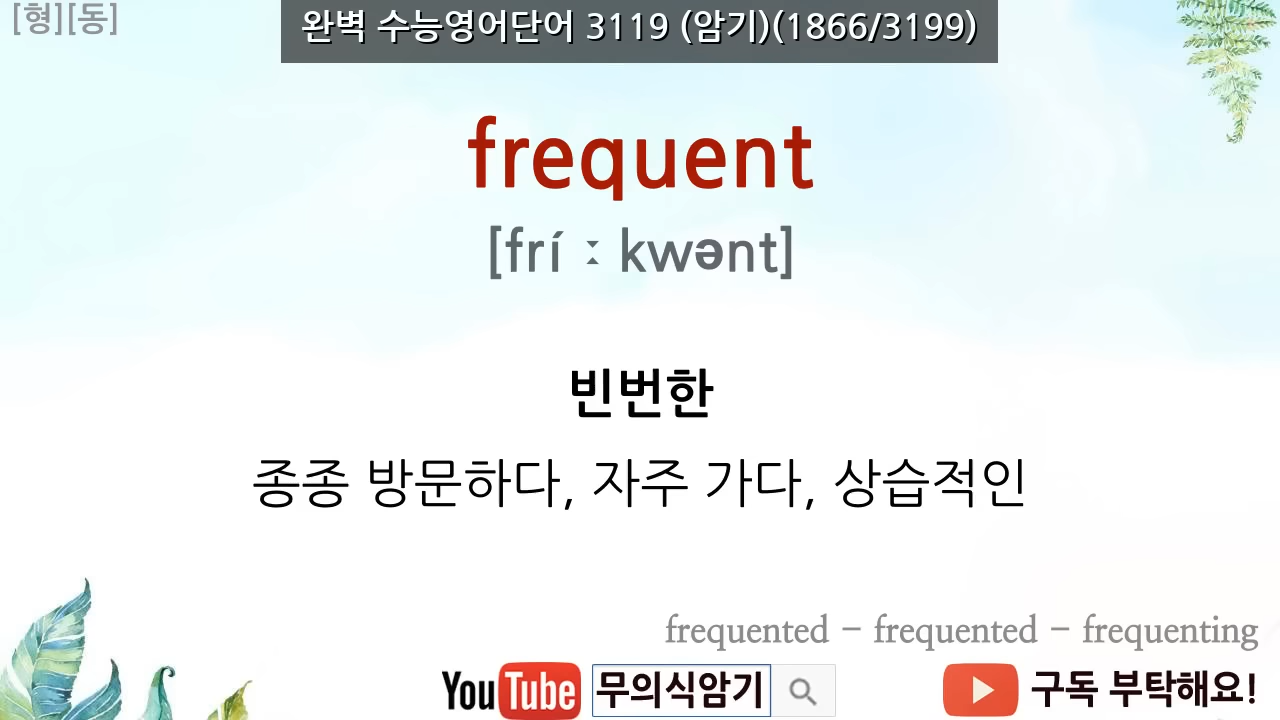 [형][동]
완벽 수능영어단어 3119 (암기)(1866/3199)
frequent
[frí ː kwənt]
빈번한
종종 방문하다, 자주 가다, 상습적인
frequented - frequented - frequenting
YouTube 무의식암기
구독 부탁해요!